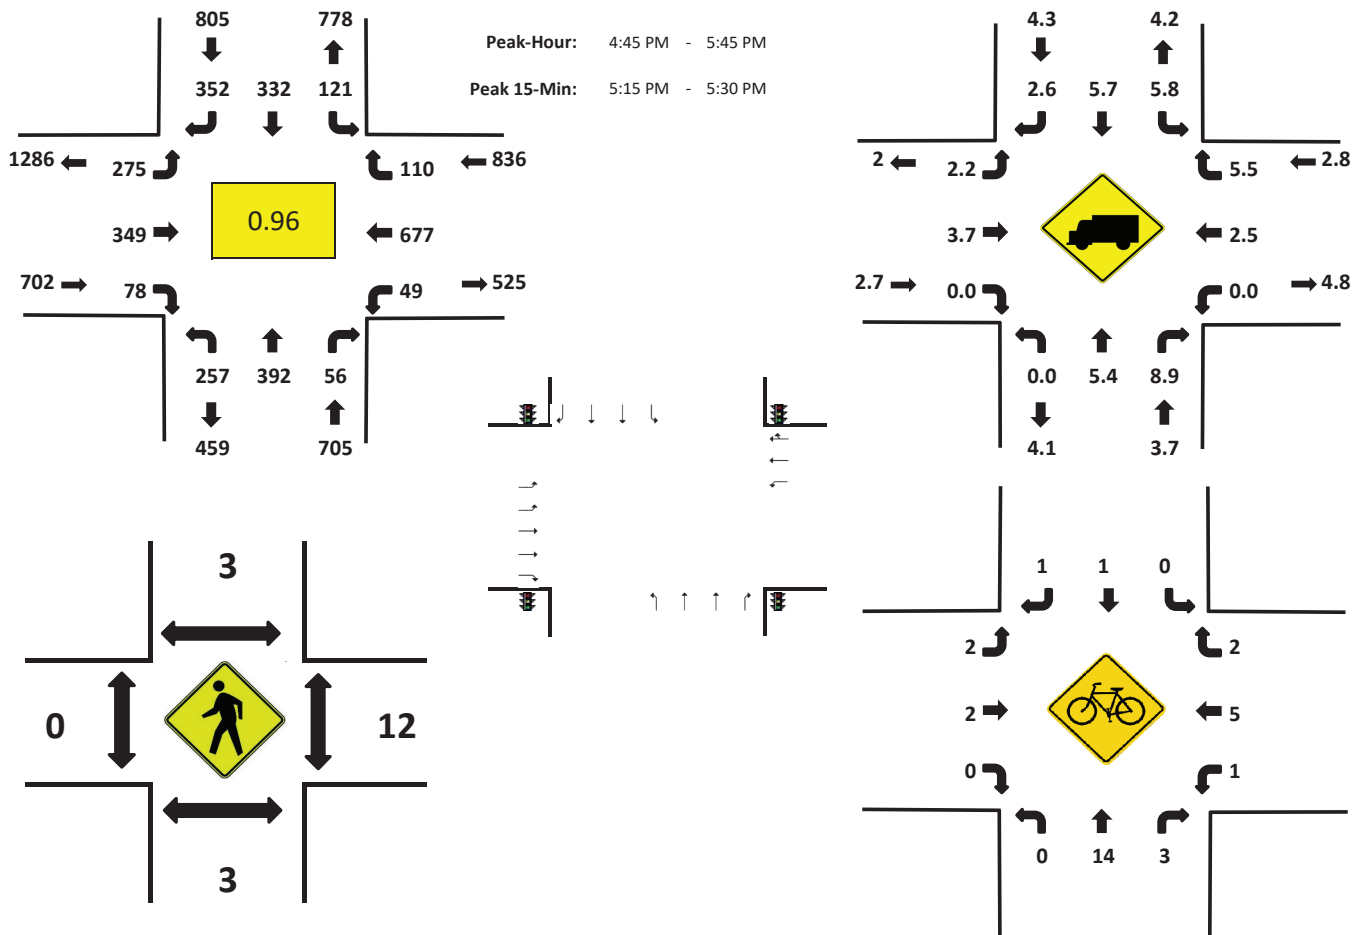 805 778
Peak-Hour: 4:45 PM - 5:45 PM
352 332 121
Peak 15-Min: 5:15 PM - 5:30 PM
1286 275 110 836
0.96
349 677
702 78 49 525
257 392 56
459 705
4.3 4.2
2.6 5.7 5.8
2 2.2 5.5 2.8
3.7 2.5
2.7 0.0 0.0 4.8
0.0 5.4 8.9
4.1 3.7
3
0 12
3
1 1 0
2 2
2 5
0 1
0 14 3